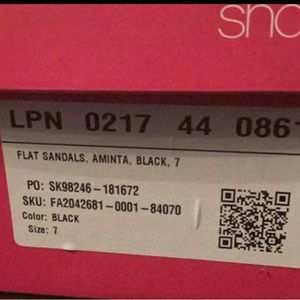 sho
LPN 0217 44 0861
FLAT SANDALS, AMINTA, BLACK, 7
PO: SK98246-181672
SKU: FA2042681-0001-84070
Color: BLACK
Size: 7